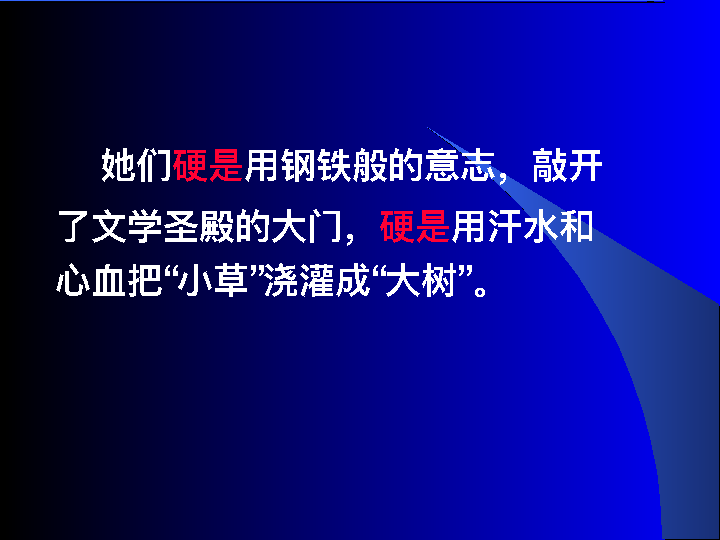 她们硬是用钢铁般的意志，敲开
了文学圣殿的大门，硬是用汗水和
心血把“小草”浇灌成“大树”。